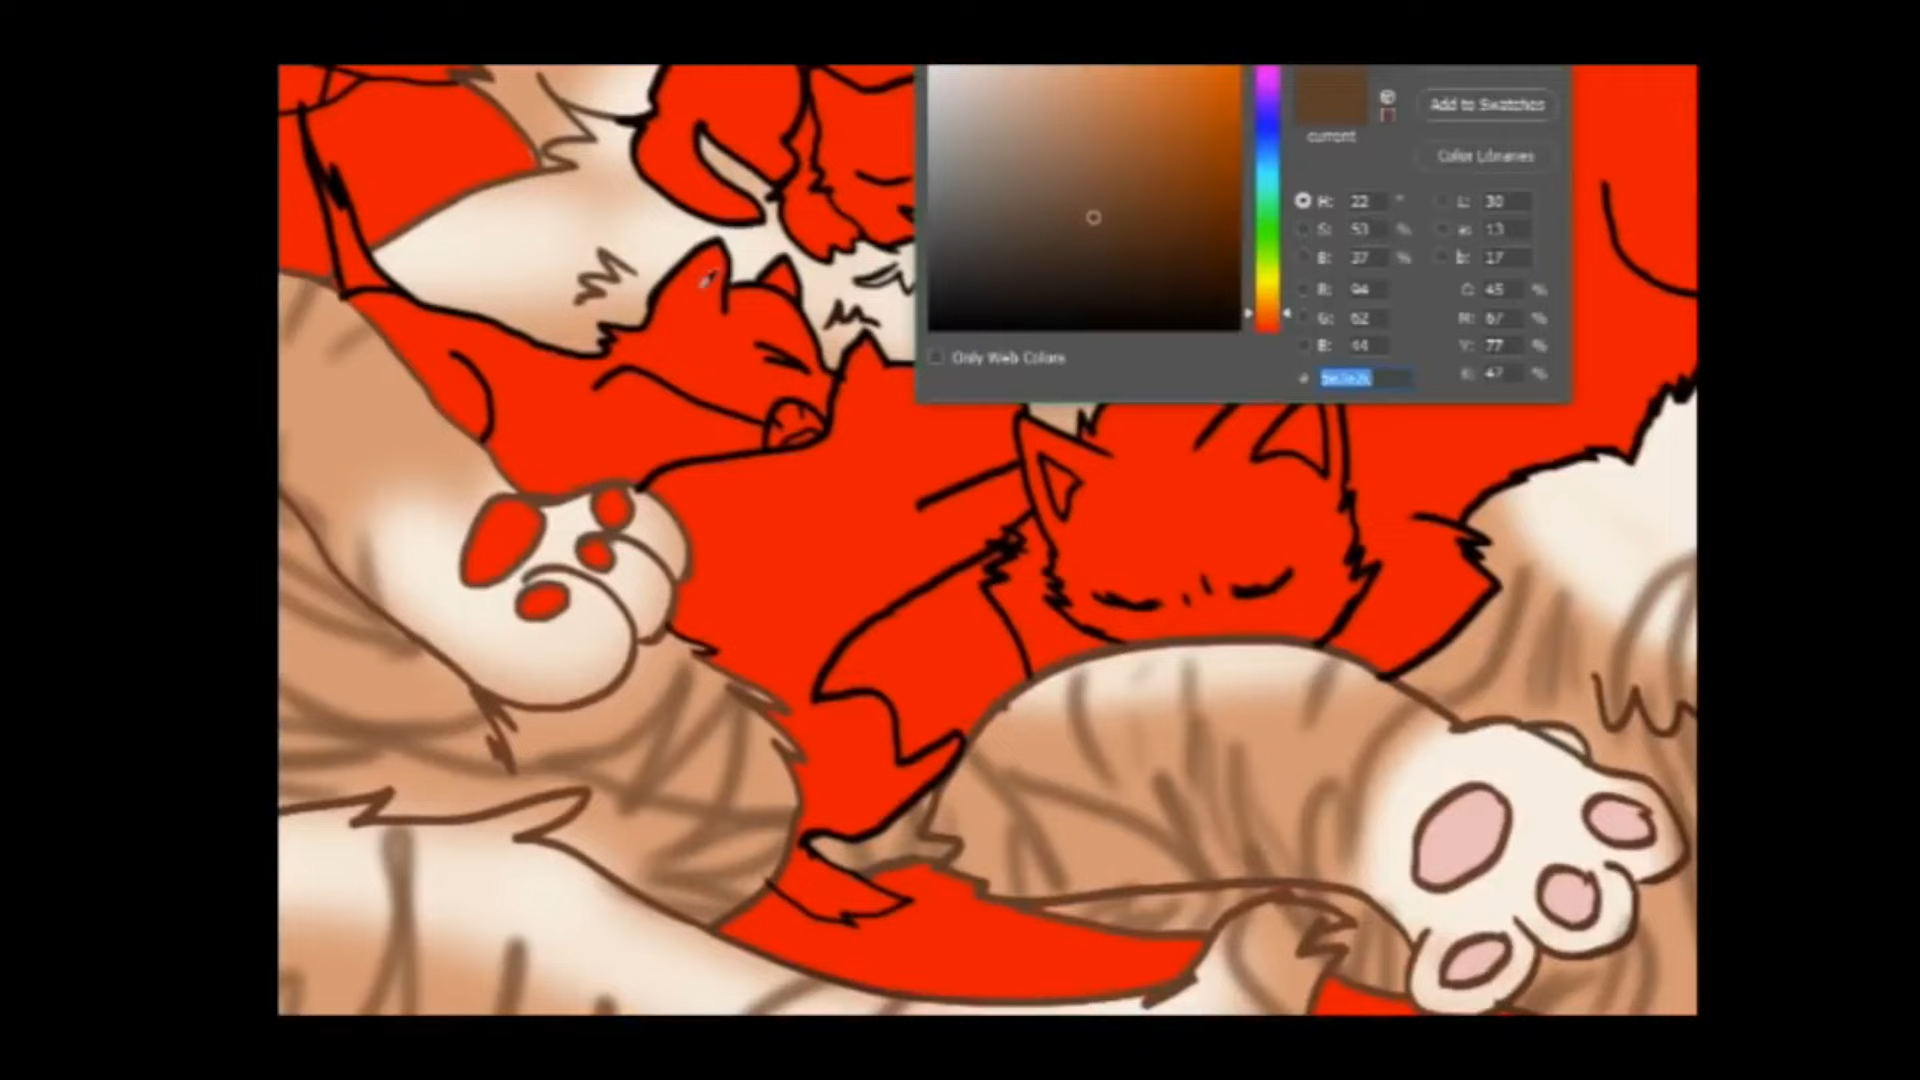 Add to Swatches
current
Color Libraries
H: 22 ° L: 30
S: 53 % a: 13
B: 37 % b: 17
R: 94 C: 45 %
G: 62 M: 67 %
B: 44 Y: 77 %
Only Web Colors
K: 47 %